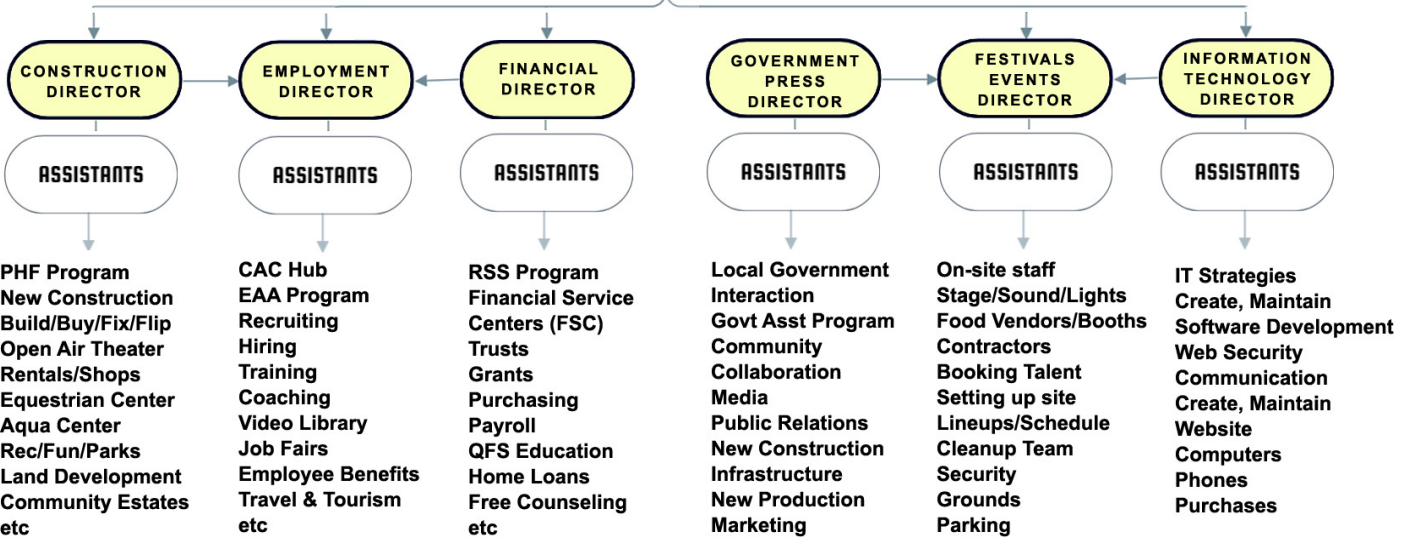 CONSTRUCTION
DIRECTOR
EMPLOYMENT
DIRECTOR
FINANCIAL
DIRECTOR
GOVERNMENT
PRESS
DIRECTOR
FESTIVALS
EVENTS
DIRECTOR
INFORMATION
TECHNOLOGY
DIRECTOR
ASSISTANTS
ASSISTANTS
ASSISTANTS
ASSISTANTS
ASSISTANTS
ASSISTANTS
PHF Program
New Construction
Build/Buy/Fix/Flip
Open Air Theater
Rentals/Shops
Equestrian Center
Aqua Center
Rec/Fun/Parks
Land Development
Community Estates
etc
CAC Hub
EAA Program
Recruiting
Hiring
Training
Coaching
Video Library
Job Fairs
Employee Benefits
Travel & Tourism
etc
RSS Program
Financial Service
Centers (FSC)
Trusts
Grants
Purchasing
Payroll
QFS Education
Home Loans
Free Counseling
etc
Local Government
Interaction
Govt Asst Program
Community
Collaboration
Media
Public Relations
New Construction
Infrastructure
New Production
Marketing
On-site staff
Stage/Sound/Lights
Food Vendors/Booths
Contractors
Booking Talent
Setting up site
Lineups/Schedule
Cleanup Team
Security
Grounds
Parking
IT Strategies
Create, Maintain
Software Development
Web Security
Communication
Create, Maintain
Website
Computers
Phones
Purchases